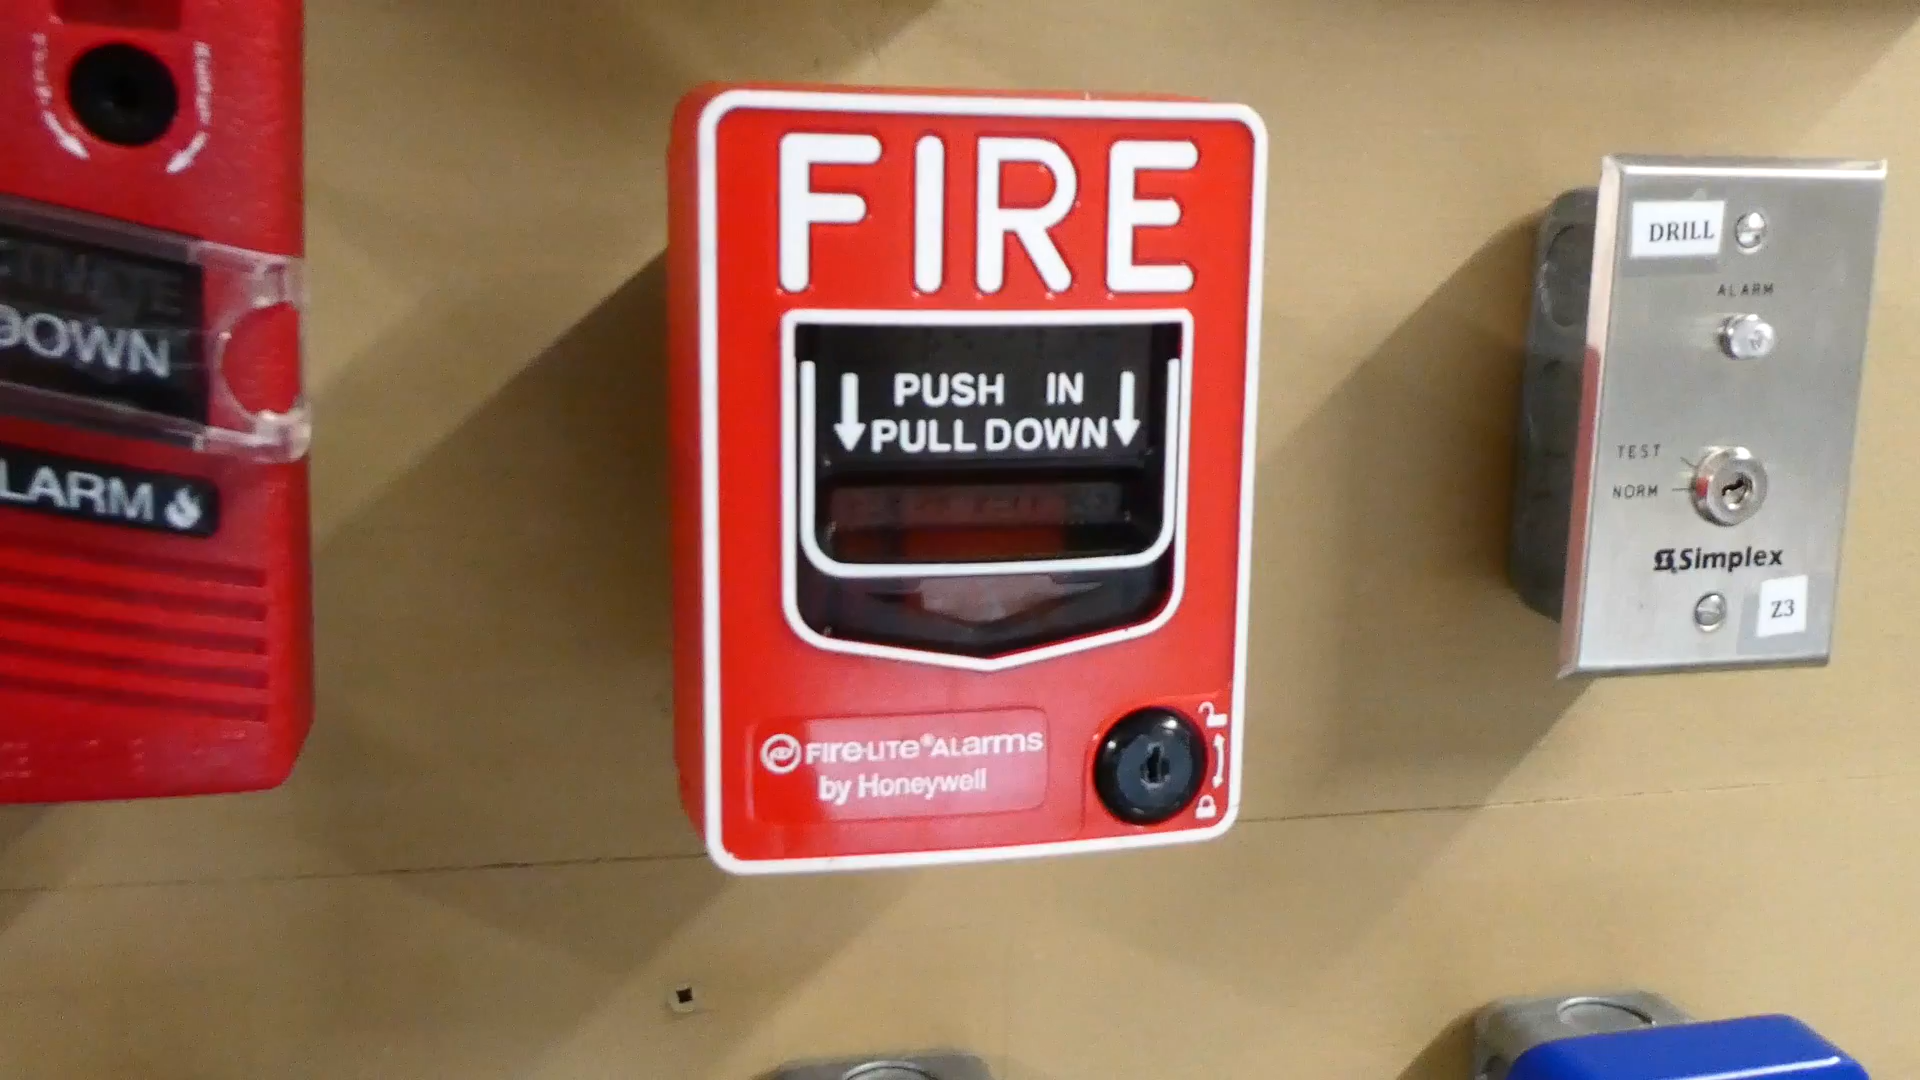 DOWN
LARM
FIRE
PUSH IN
PULL DOWN
FIRE-LITE® ALARMS
by Honeywell
DRILL
ALARM
TEST
NORM
Simplex
Z3